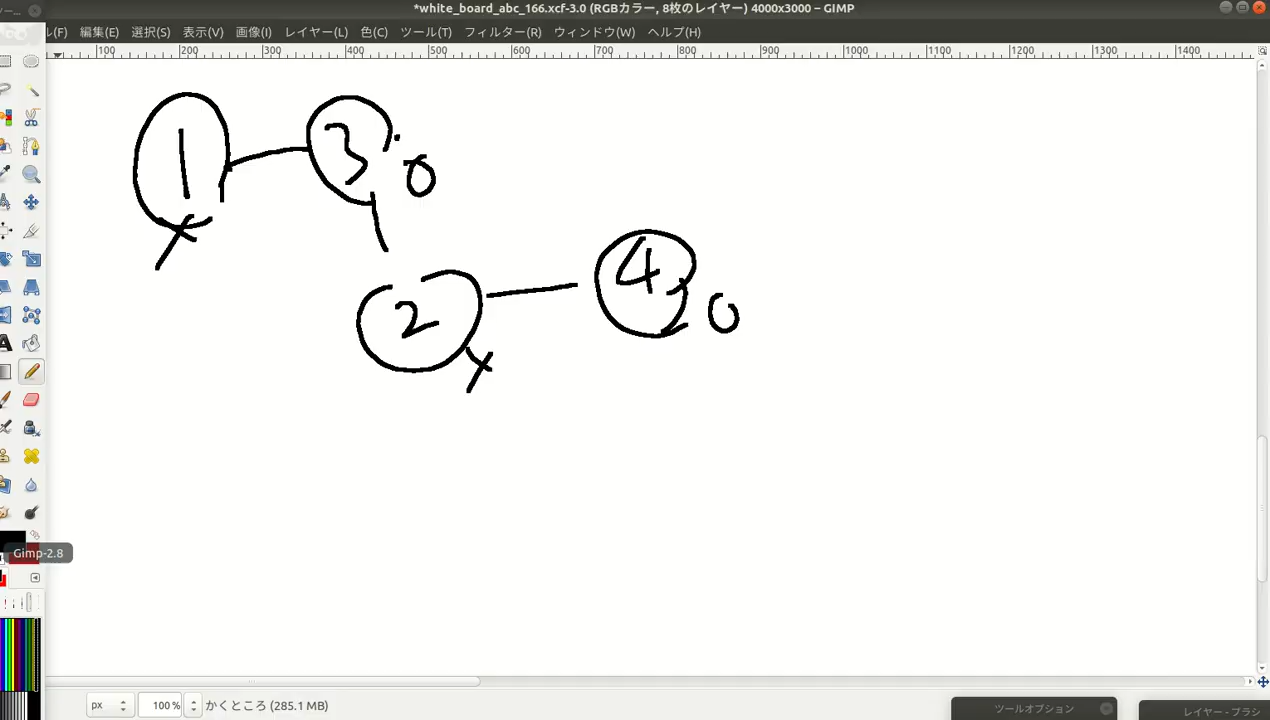 *white_board_abc_166.xcf-3.0 (RGBカラー, 8枚のレイヤー) 4000x3000 – GIMP
(F) 編集(E) 選択(S) 表示(V) 画像(I) レイヤー(L) 色(C) ツール(T) フィルター(R) ウィンドウ(W) ヘルプ(H)
100 200 300 400 500 600 700 800 900 1000 1100 1200 1300 1400
1 3 0
x
4 0
2
x
Gimp-2.8
px 100% かくところ (285.1 MB)
ツールオプション
レイヤー - ブラシ